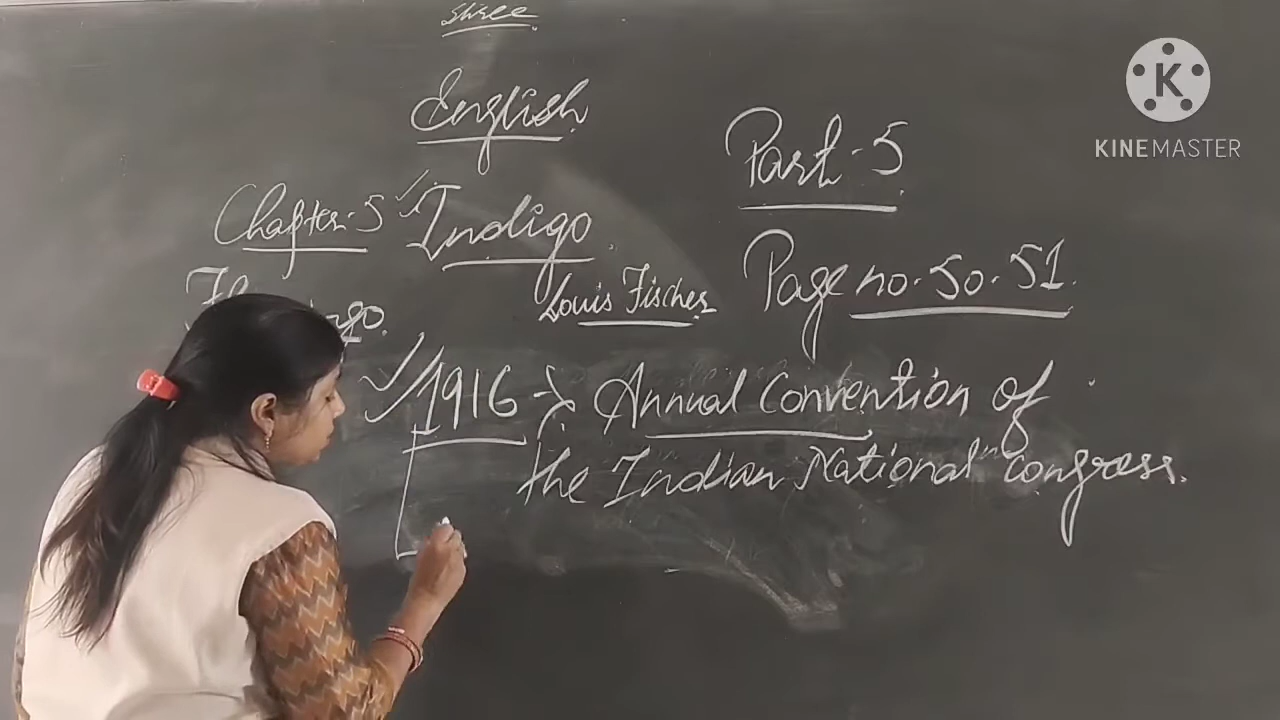 Shree
English
Part-5
Chapter-5 Indigo
Page no. 50-51.
Louis Fischer
1916 → Annual Convention of
the Indian National congress.
KINEMASTER